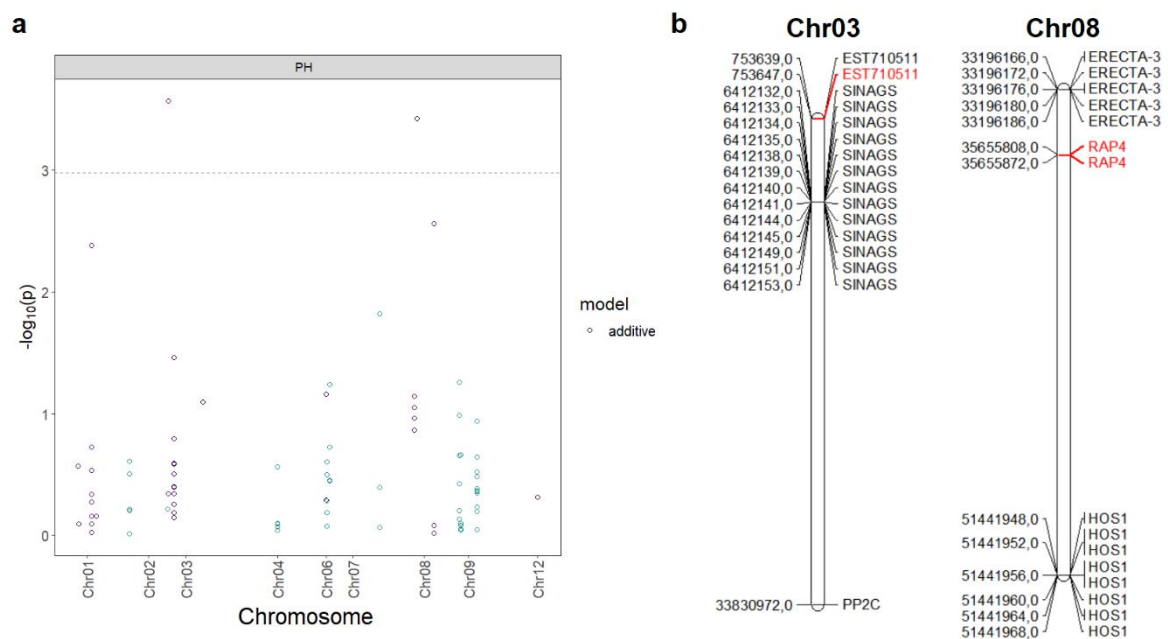 a
PH
3
2
1
0
-log10(p)
Chr01
Chr02
Chr03
Chr04
Chr06
Chr07
Chr08
Chr09
Chr12
Chromosome
model
additive
b
Chr03
753639,0 EST710511
753647,0 EST710511
6412132,0 SINAGS
6412133,0 SINAGS
6412134,0 SINAGS
6412135,0 SINAGS
6412138,0 SINAGS
6412139,0 SINAGS
6412140,0 SINAGS
6412141,0 SINAGS
6412144,0 SINAGS
6412145,0 SINAGS
6412149,0 SINAGS
6412151,0 SINAGS
6412153,0 SINAGS
33830972,0 PP2C
Chr08
33196166,0 ERECTA-3
33196172,0 ERECTA-3
33196176,0 ERECTA-3
33196180,0 ERECTA-3
33196186,0 ERECTA-3
35655808,0 RAP4
35655872,0 RAP4
51441948,0 HOS1
HOS1
51441952,0 HOS1
HOS1
51441956,0 HOS1
51441960,0 HOS1
51441964,0 HOS1
51441968,0 HOS1